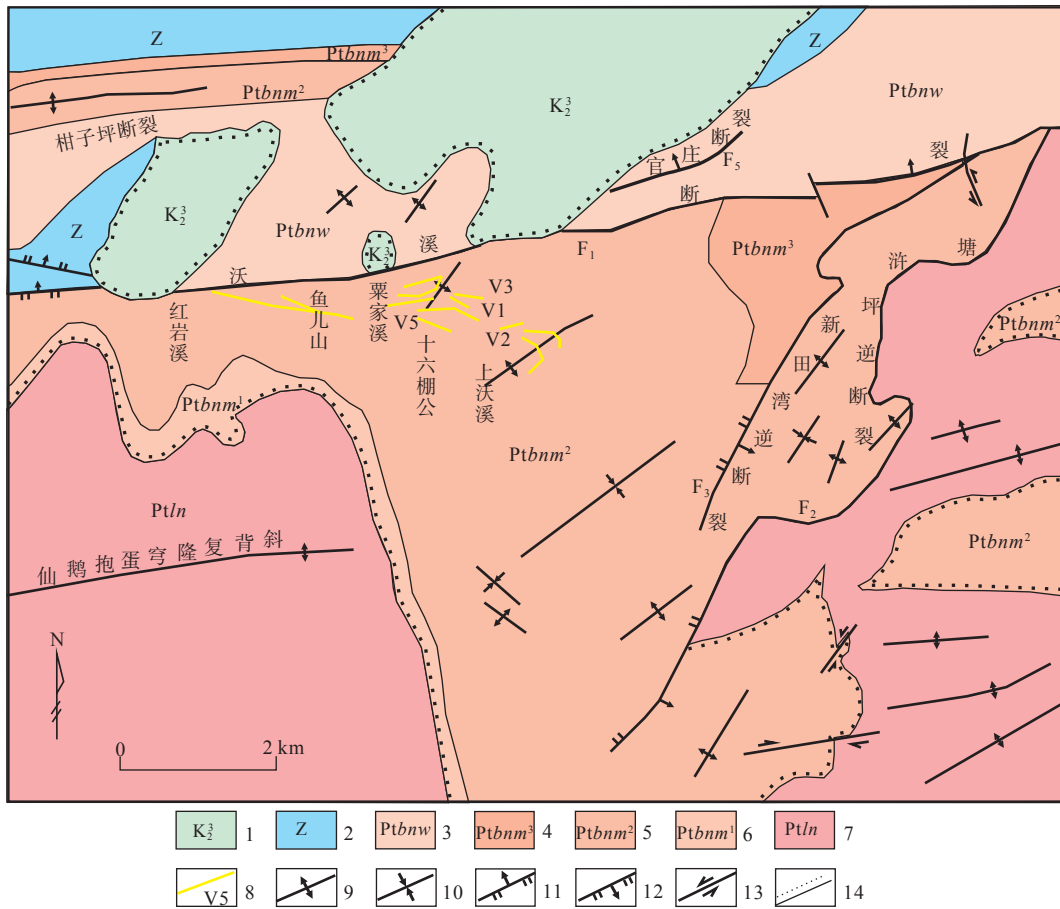 Z
Ptbnm³
Z
Ptbnm²
K₂³
Ptbnw
柑子坪断裂
官庄断裂
F₅
K₂³
Z
Ptbnw
K₂³
沃溪断裂
F₁
Ptbnm³
浒塘坪逆断裂
红岩溪
鱼儿山
粟家溪
V3
V1
V5
V2
十六棚公
上沃溪
新田湾逆断裂
Ptbnm²
Ptbnm¹
Ptbnm²
F₃
F₂
Ptln
Ptbnm²
仙鹅抱蛋穹隆复背斜
N
0 2 km
K₂³ 1 Z 2 Ptbnw 3 Ptbnm³ 4 Ptbnm² 5 Ptbnm¹ 6 Ptln 7
V5 8 9 10 11 12 13 14